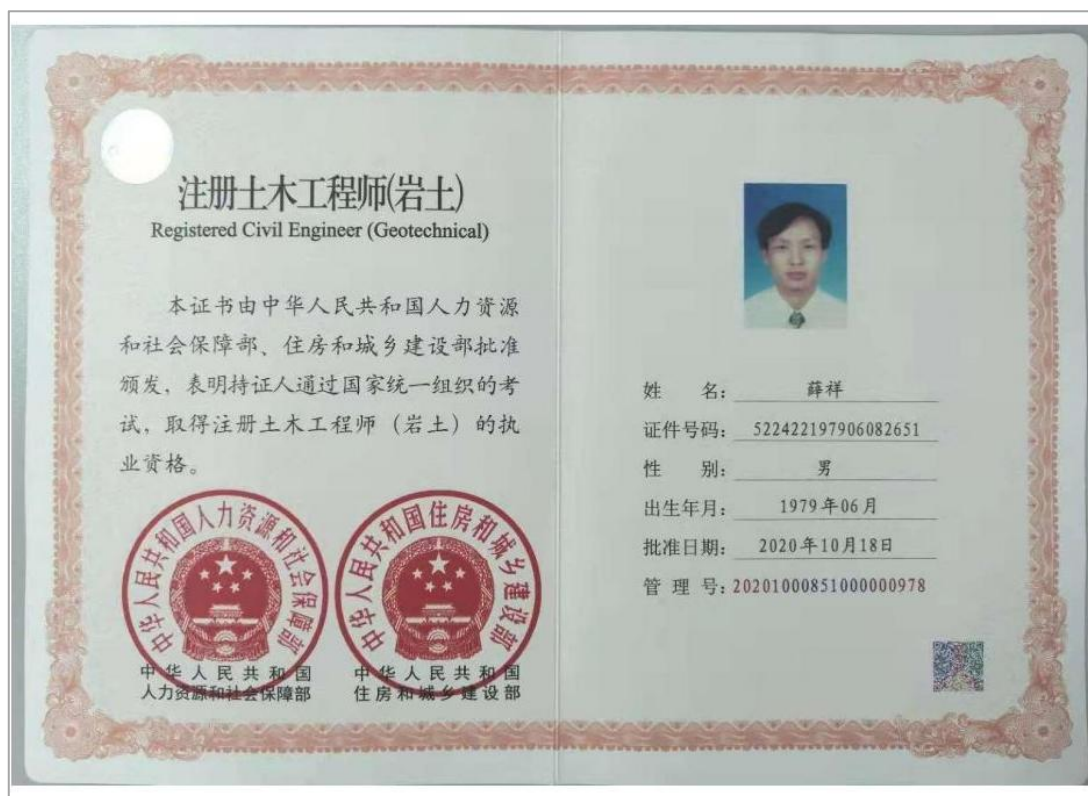 注册土木工程师(岩土)
Registered Civil Engineer (Geotechnical)
本证书由中华人民共和国人力资源
和社会保障部、住房和城乡建设部批准
颁发，表明持证人通过国家统一组织的考
试，取得注册土木工程师（岩土）的执
业资格。
中华人民共和国人力资源和社会保障部
中华人民共和国
人力资源和社会保障部
中华人民共和国住房和城乡建设部
中华人民共和国
住房和城乡建设部
姓 名：薛祥
证件号码：522422197906082651
性 别：男
出生年月：1979年06月
批准日期：2020年10月18日
管 理 号：20201000851000000978